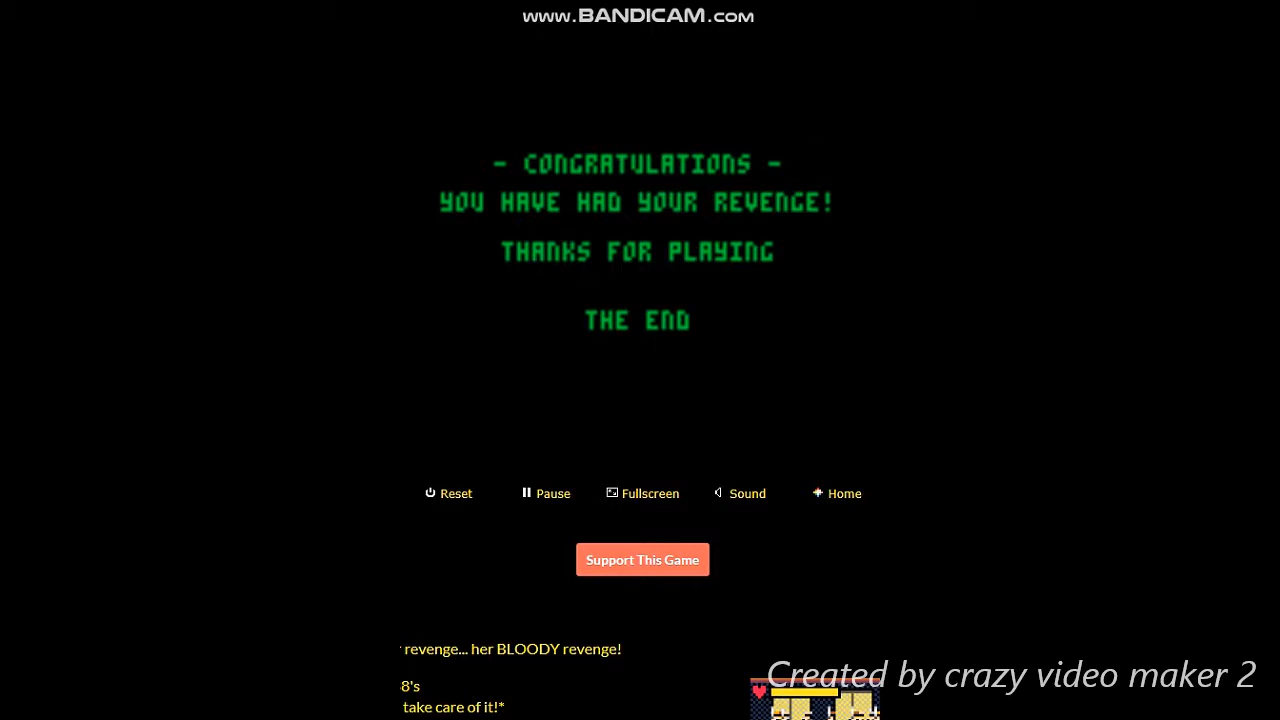 www.BANDICAM.com
- CONGRATULATIONS -
YOU HAVE HAD YOUR REVENGE!
THANKS FOR PLAYING
THE END
Reset Pause Fullscreen Sound Home
Support This Game
revenge... her BLOODY revenge!
8's
take care of it!*
Created by crazy video maker 2